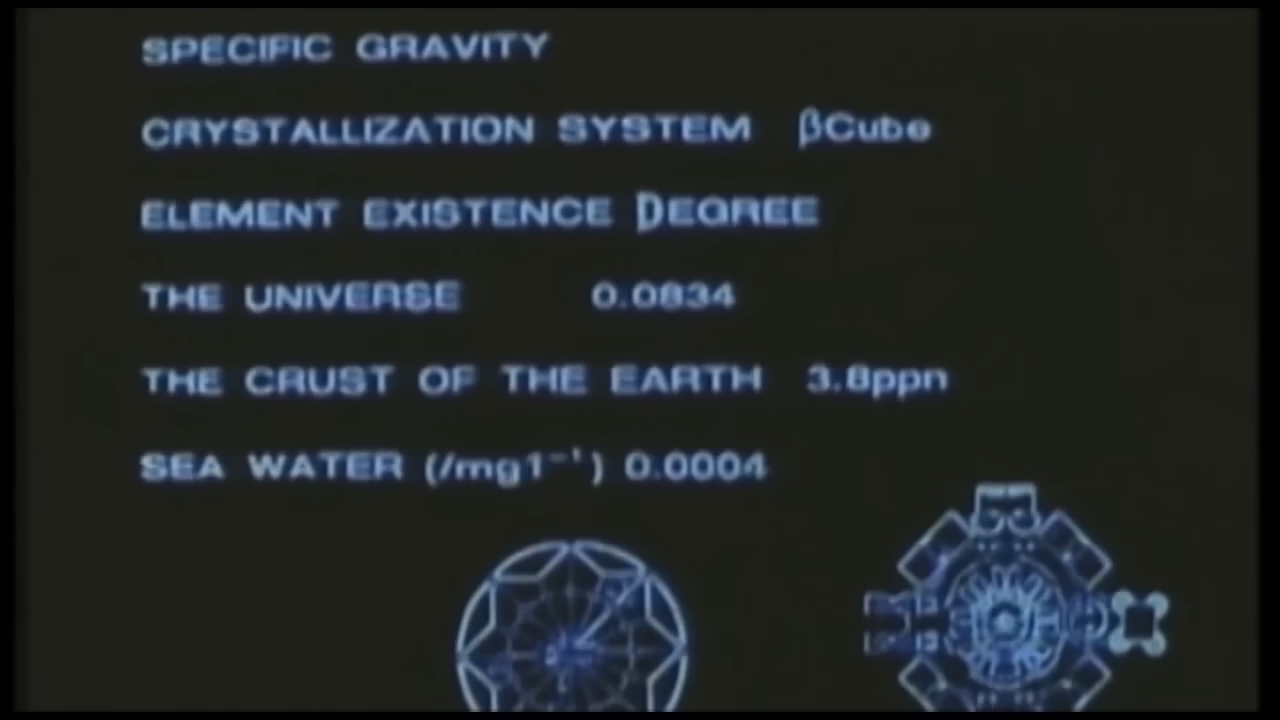 SPECIFIC GRAVITY
CRYSTALLIZATION SYSTEM βCube
ELEMENT EXISTENCE DEGREE
THE UNIVERSE 0.0834
THE CRUST OF THE EARTH 3.8ppn
SEA WATER (/mg1⁻¹) 0.0004